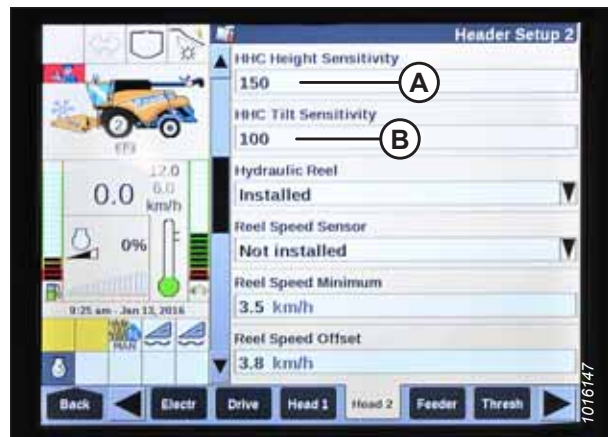 Header Setup 2
HHC Height Sensitivity
150
A
HHC Tilt Sensitivity
100
B
Hydraulic Reel
Installed
Reel Speed Sensor
Not installed
Reel Speed Minimum
3.5 km/h
Reel Speed Offset
3.8 km/h
2
12.0
0.0
6.0
km/h
0%
9:25 am - Jan 13, 2016
MAN
Back
Electr
Drive
Head 1
Head 2
Feeder
Thresh
1016147